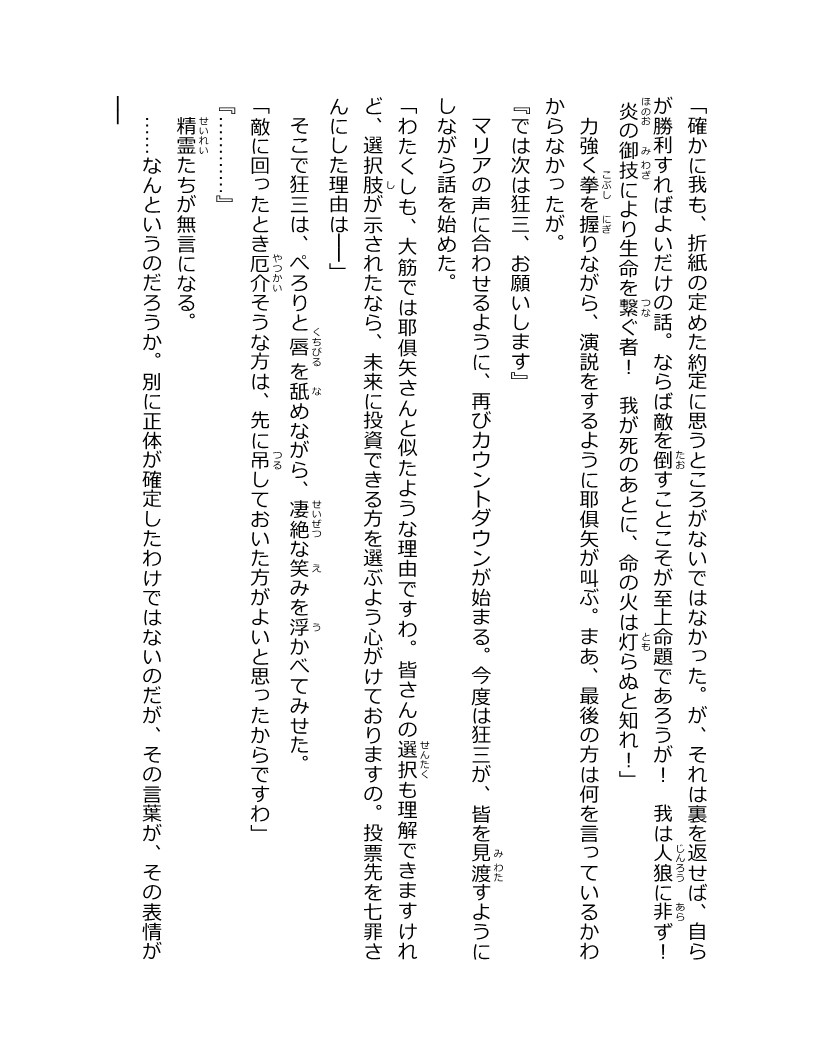 「確かに我も、折紙の定めた約定に思うところがないではなかった。が、それは裏を返せば、自ら
が勝利すればよいだけの話。ならば敵を倒すことこそが至上命題であろうが！　我は人狼に非ず！
炎の御技により生命を繋ぐ者！　我が死のあとに、命の火は灯らぬと知れ！」
　力強く拳を握りながら、演説をするように耶倶矢が叫ぶ。まあ、最後の方は何を言っているかわ
からなかったが。
『では次は狂三、お願いします』
　マリアの声に合わせるように、再びカウントダウンが始まる。今度は狂三が、皆を見渡すように
しながら話を始めた。
「わたくしも、大筋では耶倶矢さんと似たような理由ですわ。皆さんの選択も理解できますけれ
ど、選択肢が示されたなら、未来に投資できる方を選ぶよう心がけておりますの。投票先を七罪さ
んにした理由は――」
　そこで狂三は、ぺろりと唇を舐めながら、凄絶な笑みを浮かべてみせた。
「敵に回ったとき厄介そうな方は、先に吊しておいた方がよいと思ったからですわ」
『…………』
　精霊たちが無言になる。
　……なんというのだろうか。別に正体が確定したわけではないのだが、その言葉が、その表情が
―